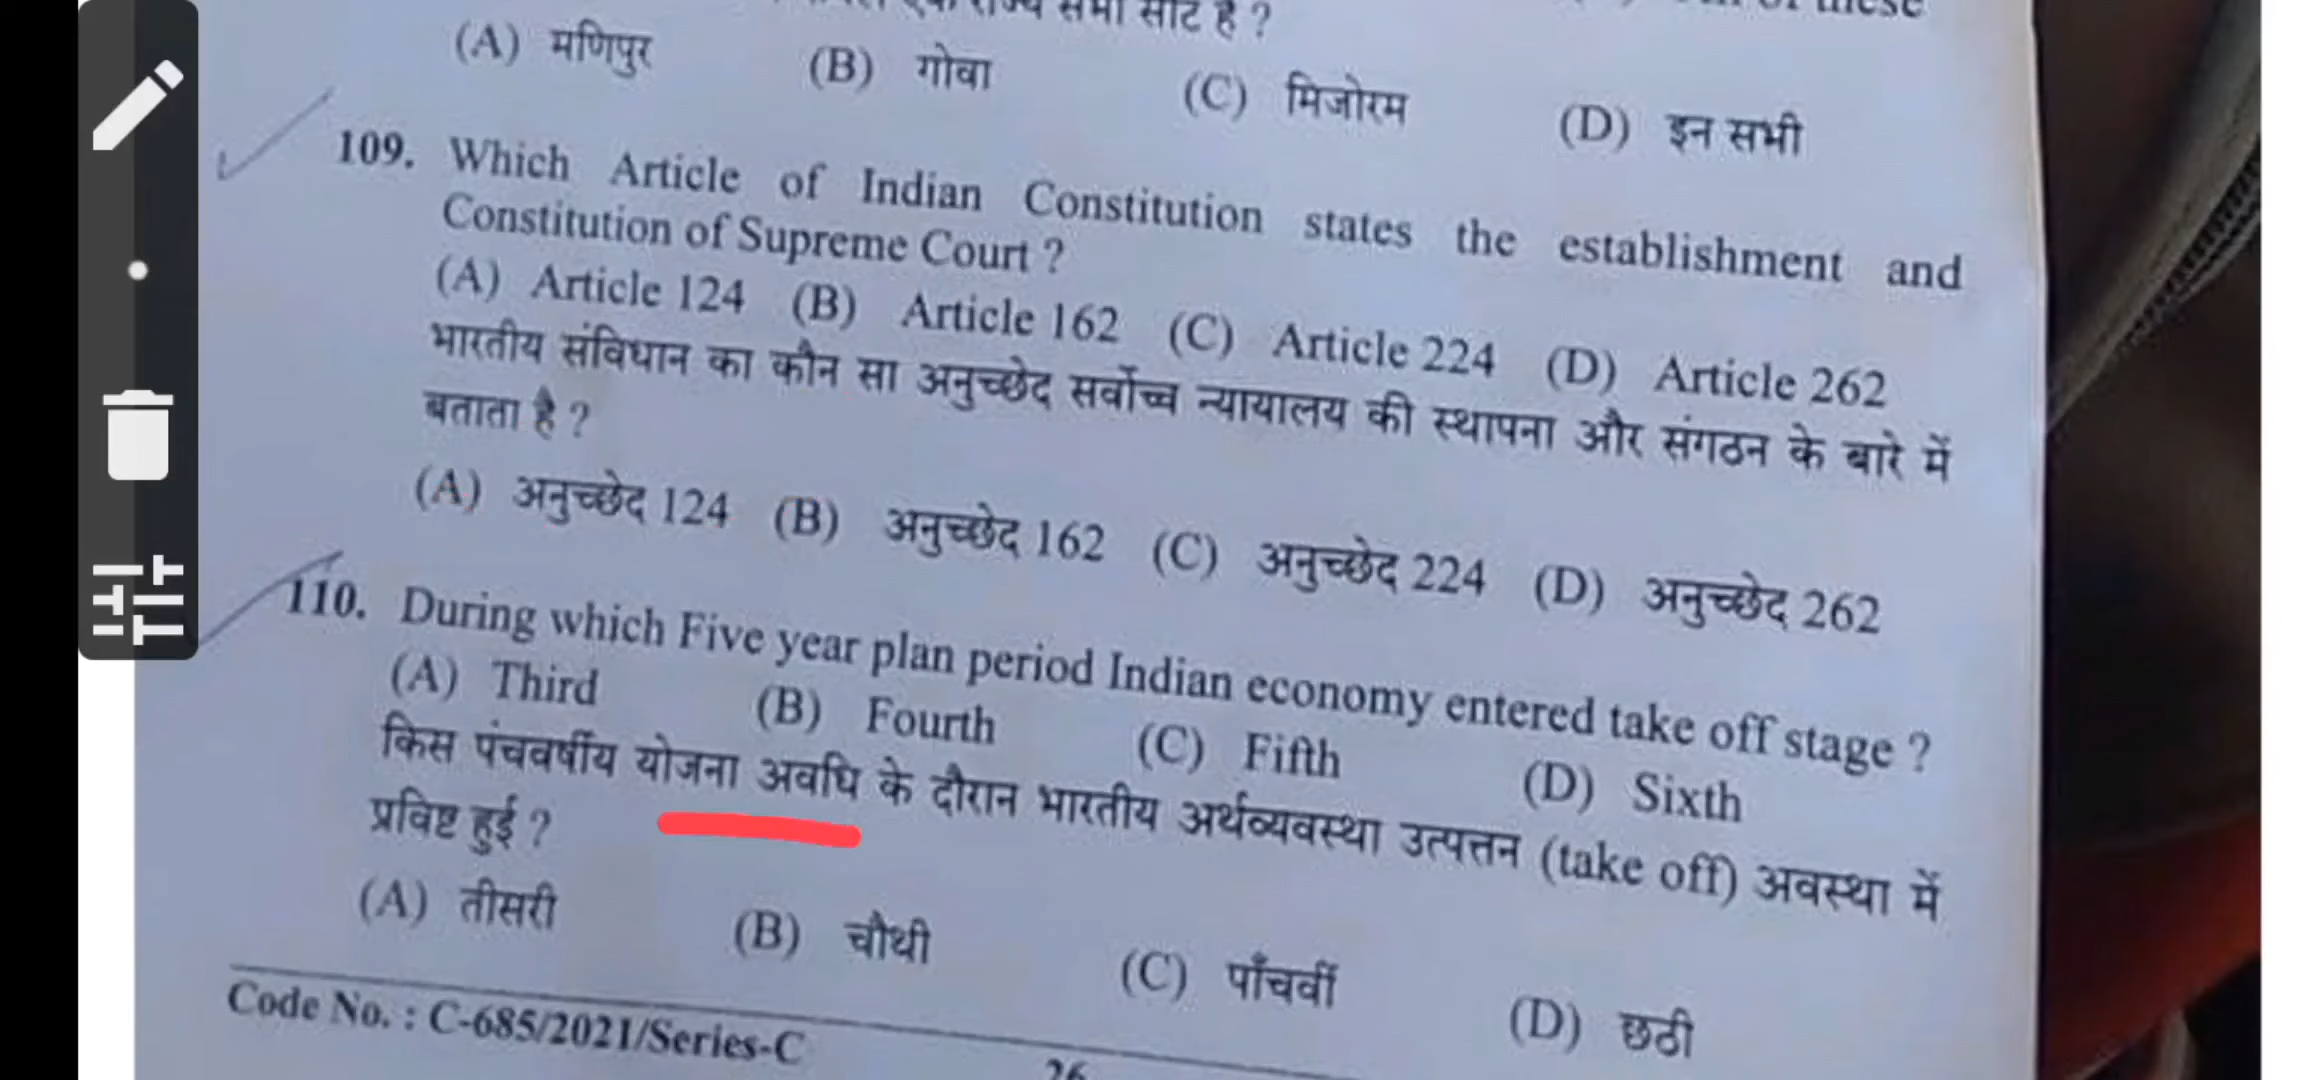 राज्य सभा सीट है ?
these
(A) मणिपुर (B) गोवा (C) मिजोरम (D) इन सभी
109. Which Article of Indian Constitution states the establishment and
Constitution of Supreme Court ?
(A) Article 124 (B) Article 162 (C) Article 224 (D) Article 262
भारतीय संविधान का कौन सा अनुच्छेद सर्वोच्च न्यायालय की स्थापना और संगठन के बारे में
बताता है ?
(A) अनुच्छेद 124 (B) अनुच्छेद 162 (C) अनुच्छेद 224 (D) अनुच्छेद 262
110. During which Five year plan period Indian economy entered take off stage ?
(A) Third (B) Fourth (C) Fifth (D) Sixth
किस पंचवर्षीय योजना अवधि के दौरान भारतीय अर्थव्यवस्था उत्पत्तन (take off) अवस्था में
प्रविष्ट हुई ?
(A) तीसरी (B) चौथी (C) पाँचवीं (D) छठी
Code No. : C-685/2021/Series-C
26